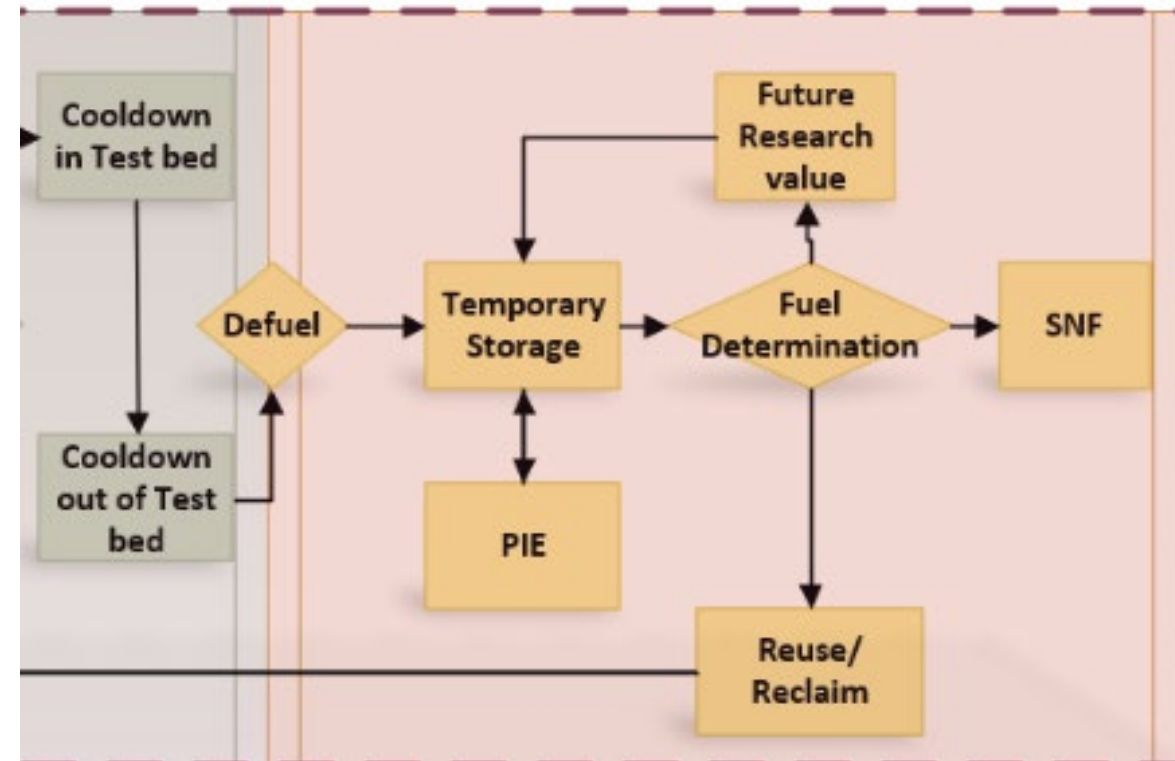 Cooldown
in Test bed
Future
Research
value
Defuel
Temporary
Storage
Fuel
Determination
SNF
Cooldown
out of Test
bed
PIE
Reuse/
Reclaim